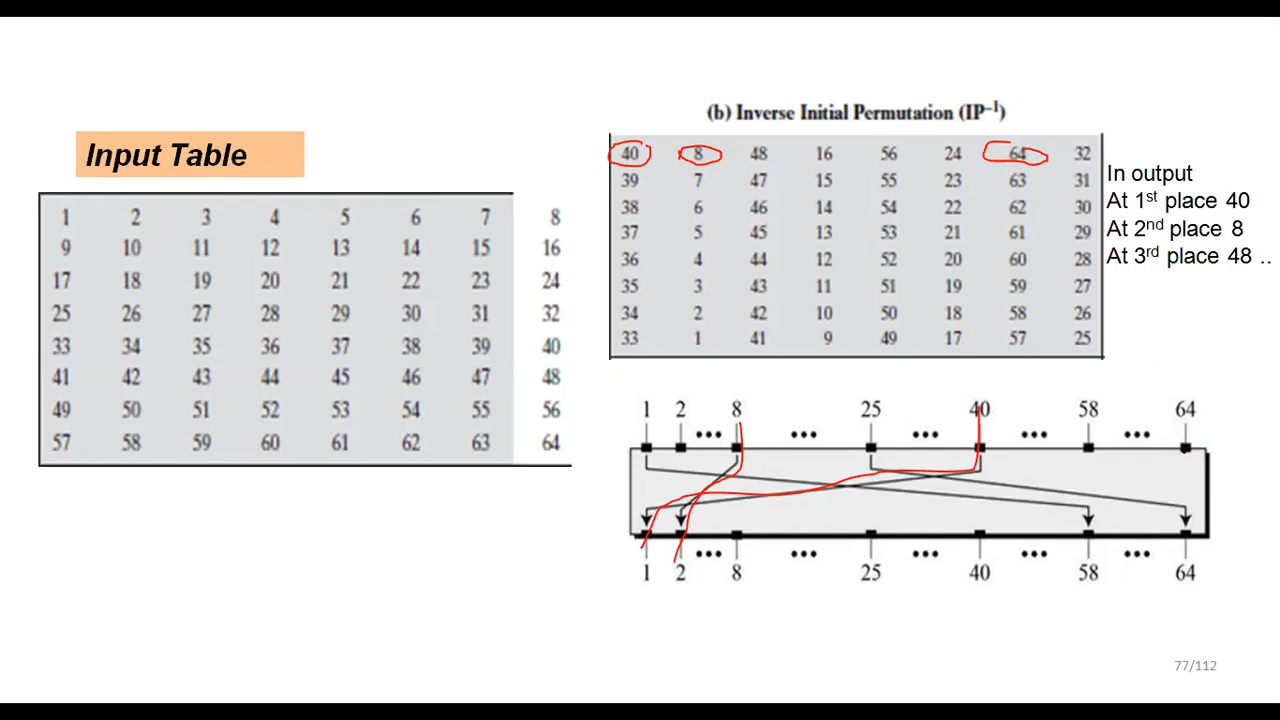 Input Table
1 2 3 4 5 6 7 8
9 10 11 12 13 14 15 16
17 18 19 20 21 22 23 24
25 26 27 28 29 30 31 32
33 34 35 36 37 38 39 40
41 42 43 44 45 46 47 48
49 50 51 52 53 54 55 56
57 58 59 60 61 62 63 64
(b) Inverse Initial Permutation (IP⁻¹)
40 8 48 16 56 24 64 32
39 7 47 15 55 23 63 31
38 6 46 14 54 22 62 30
37 5 45 13 53 21 61 29
36 4 44 12 52 20 60 28
35 3 43 11 51 19 59 27
34 2 42 10 50 18 58 26
33 1 41 9 49 17 57 25
In output
At 1st place 40
At 2nd place 8
At 3rd place 48 ..
1 2 8 25 40 58 64
••• ••• ••• ••• •••
••• ••• ••• ••• •••
1 2 8 25 40 58 64
77/112